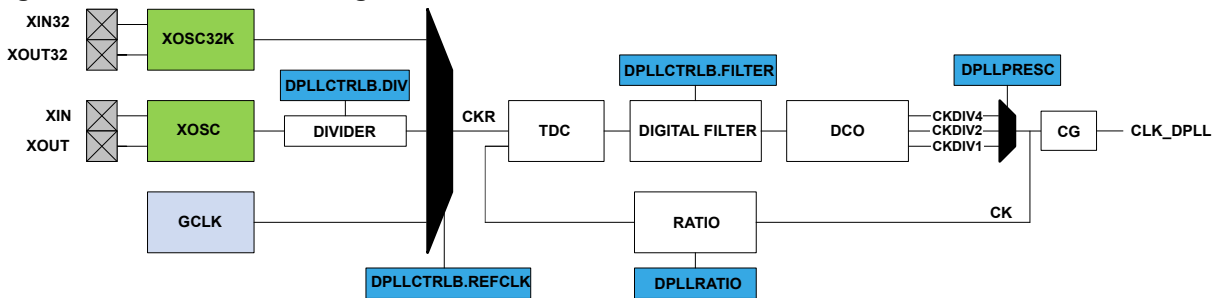 XIN32
XOUT32
XOSC32K
DPLLCTRLB.DIV
DPLLCTRLB.FILTER
DPLLPRESC
XIN
XOUT
XOSC
DIVIDER
CKR
TDC
DIGITAL FILTER
DCO
CKDIV4
CKDIV2
CKDIV1
CG
CLK_DPLL
GCLK
RATIO
CK
DPLLCTRLB.REFCLK
DPLLRATIO